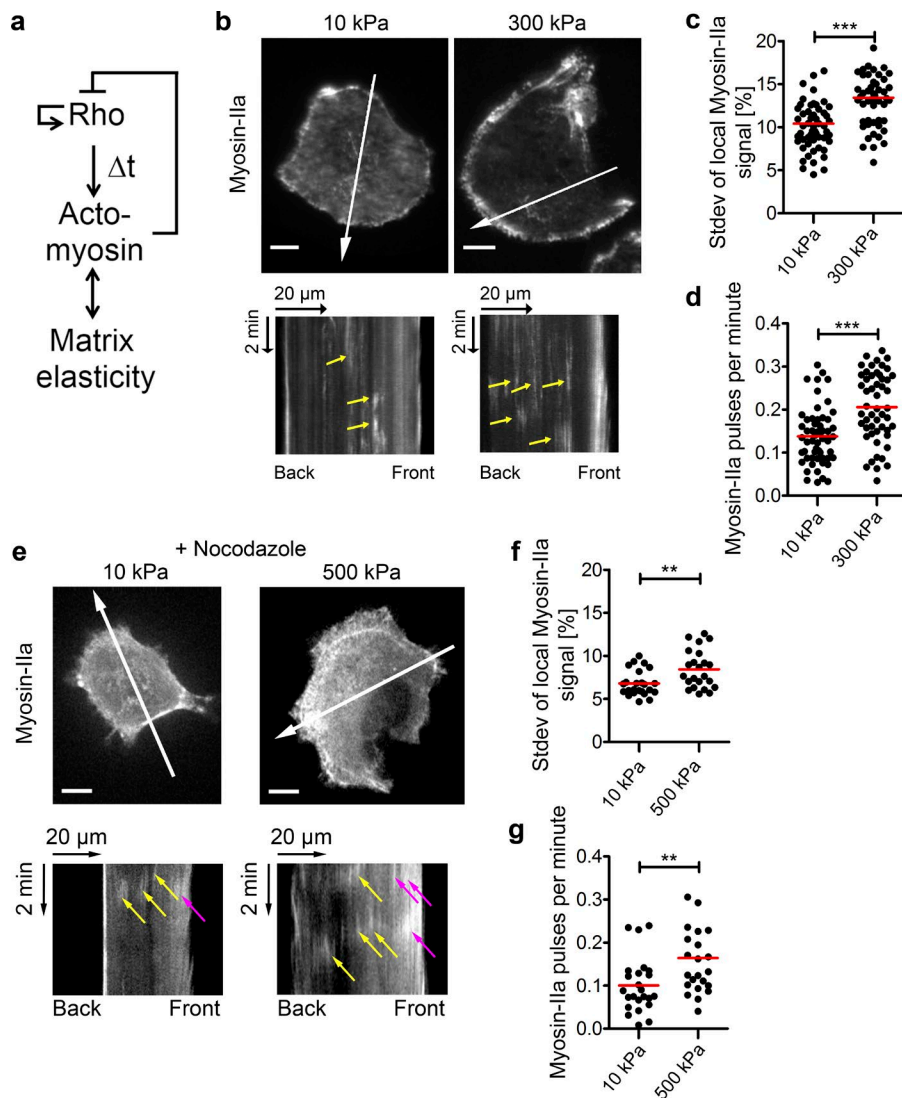 a
Rho
Δt
Acto-
myosin
Matrix
elasticity
b
10 kPa
300 kPa
Myosin-IIa
20 µm
20 µm
2 min
2 min
Back
Front
Back
Front
c
***
Stdev of local Myosin-IIa
signal [%]
20
15
10
5
0
10 kPa
300 kPa
d
***
Myosin-IIa pulses per minute
0.4
0.3
0.2
0.1
0.0
10 kPa
300 kPa
e
+ Nocodazole
10 kPa
500 kPa
Myosin-IIa
20 µm
20 µm
2 min
2 min
Back
Front
Back
Front
f
**
Stdev of local Myosin-IIa
signal [%]
20
15
10
5
0
10 kPa
500 kPa
g
**
Myosin-IIa pulses per minute
0.4
0.3
0.2
0.1
0.0
10 kPa
500 kPa